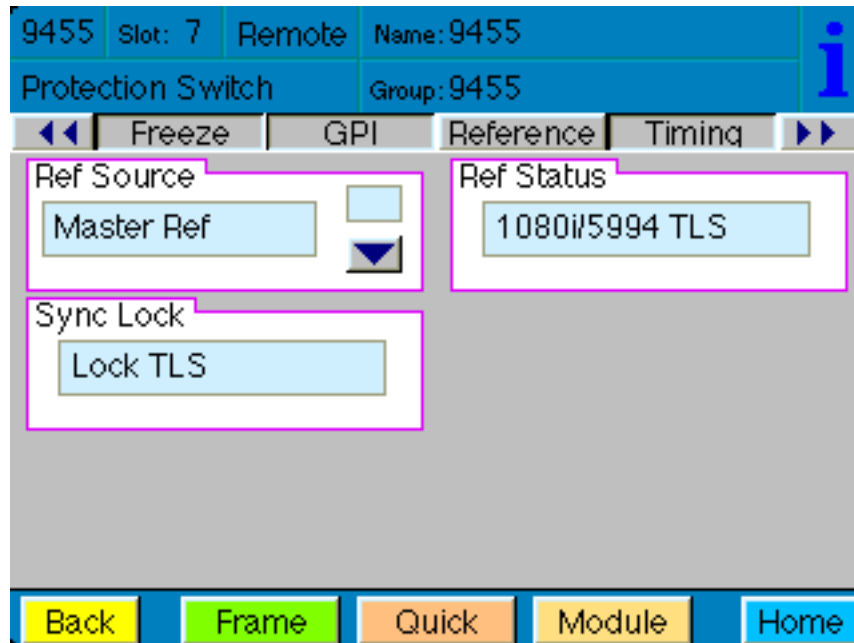 9455 Slot: 7 Remote Name: 9455
Protection Switch Group: 9455
Freeze GPI Reference Timing
Ref Source Ref Status
Master Ref 1080i/5994 TLS
Sync Lock
Lock TLS
Back Frame Quick Module Home